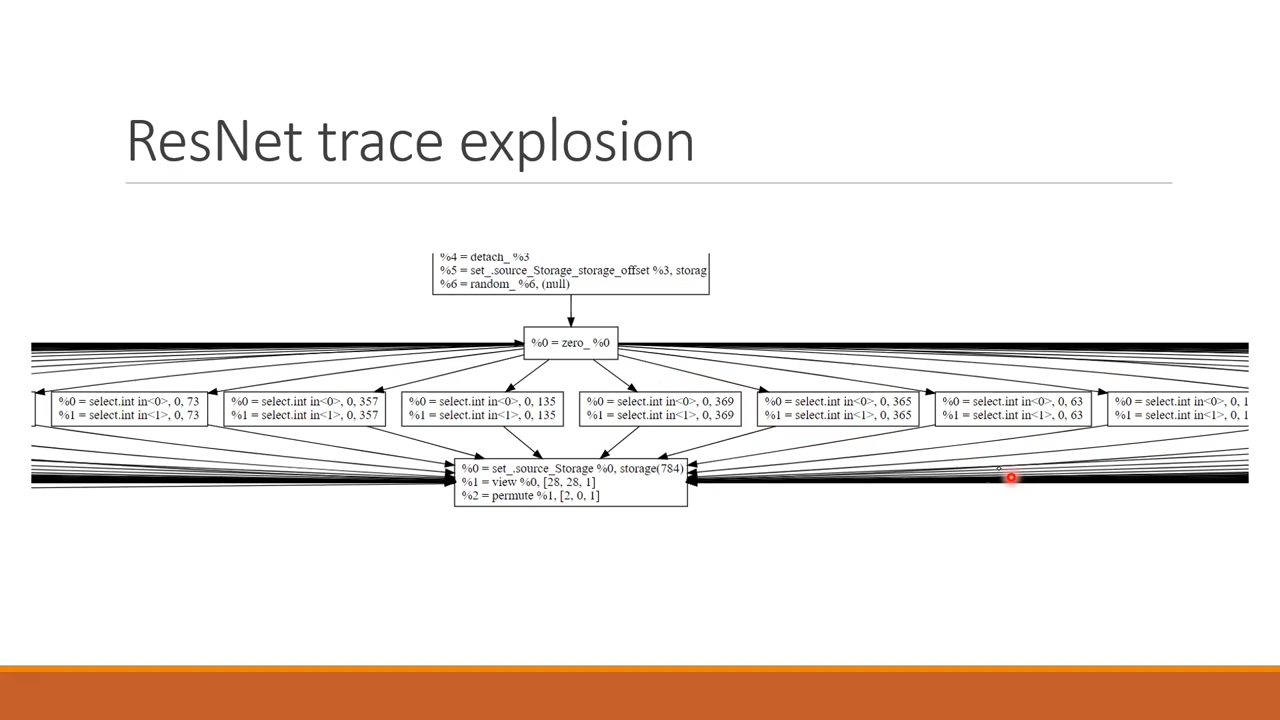 ResNet trace explosion
%4 = detach_ %3
%5 = set_.source_Storage_storage_offset %3, storag
%6 = random_ %6, (null)
%0 = zero_ %0
%0 = select.int in<0>, 0, 73
%1 = select.int in<1>, 0, 73
%0 = select.int in<0>, 0, 357
%1 = select.int in<1>, 0, 357
%0 = select.int in<0>, 0, 135
%1 = select.int in<1>, 0, 135
%0 = select.int in<0>, 0, 369
%1 = select.int in<1>, 0, 369
%0 = select.int in<0>, 0, 365
%1 = select.int in<1>, 0, 365
%0 = select.int in<0>, 0, 63
%1 = select.int in<1>, 0, 63
%0 = select.int in<0>, 0, 1
%1 = select.int in<1>, 0, 1
%0 = set_.source_Storage %0, storage(784)
%1 = view %0, [28, 28, 1]
%2 = permute %1, [2, 0, 1]